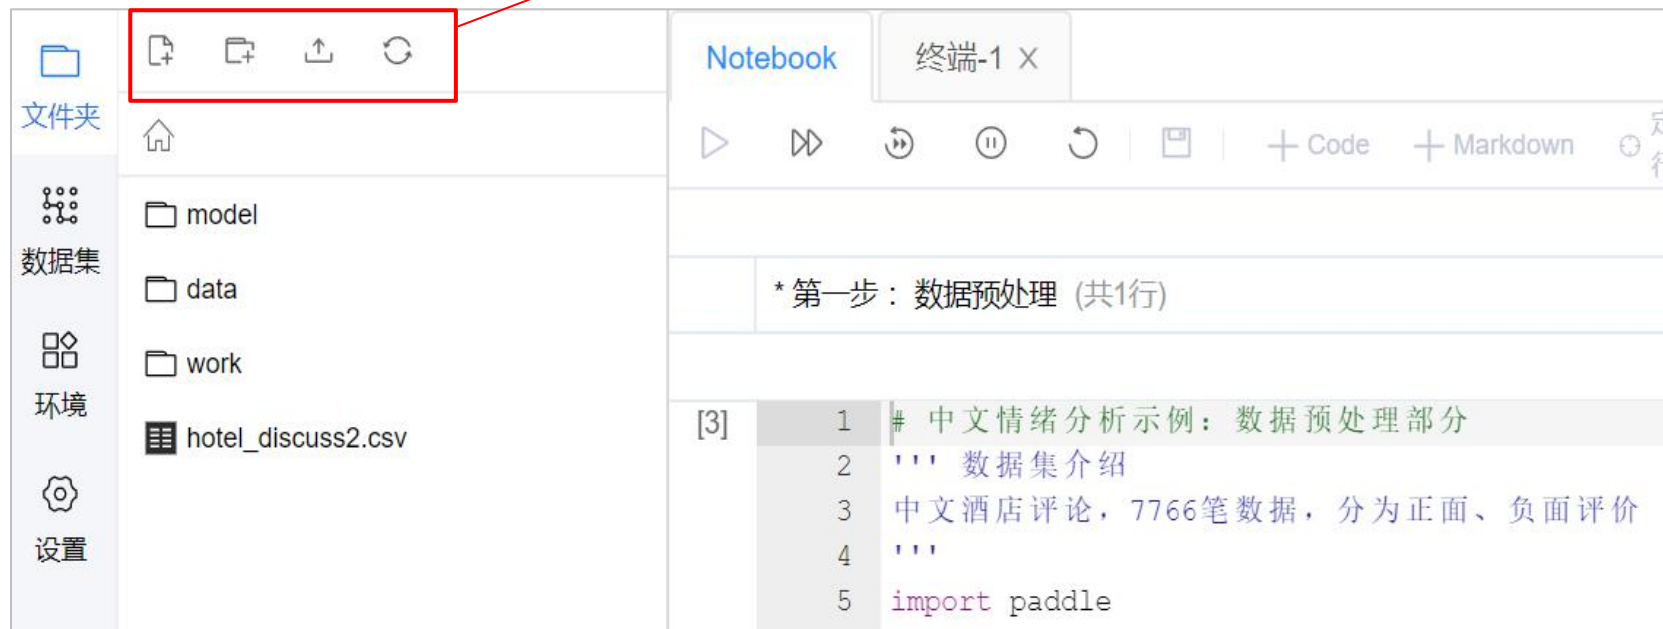 文件夹
数据集
环境
设置
model
data
work
hotel_discuss2.csv
Notebook
终端-1 X
Code
Markdown
* 第一步：数据预处理 (共1行)
[3]
1 # 中文情绪分析示例：数据预处理部分
2 ''' 数据集介绍
3 中文酒店评论，7766笔数据，分为正面、负面评价
4 '''
5 import paddle